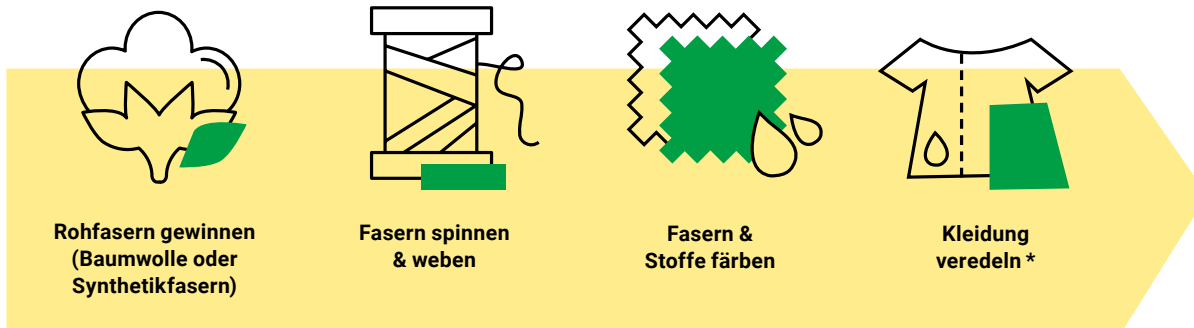 Rohfasern gewinnen
(Baumwolle oder
Synthetikfasern)
Fasern spinnen
& weben
Fasern &
Stoffe färben
Kleidung
veredeln *